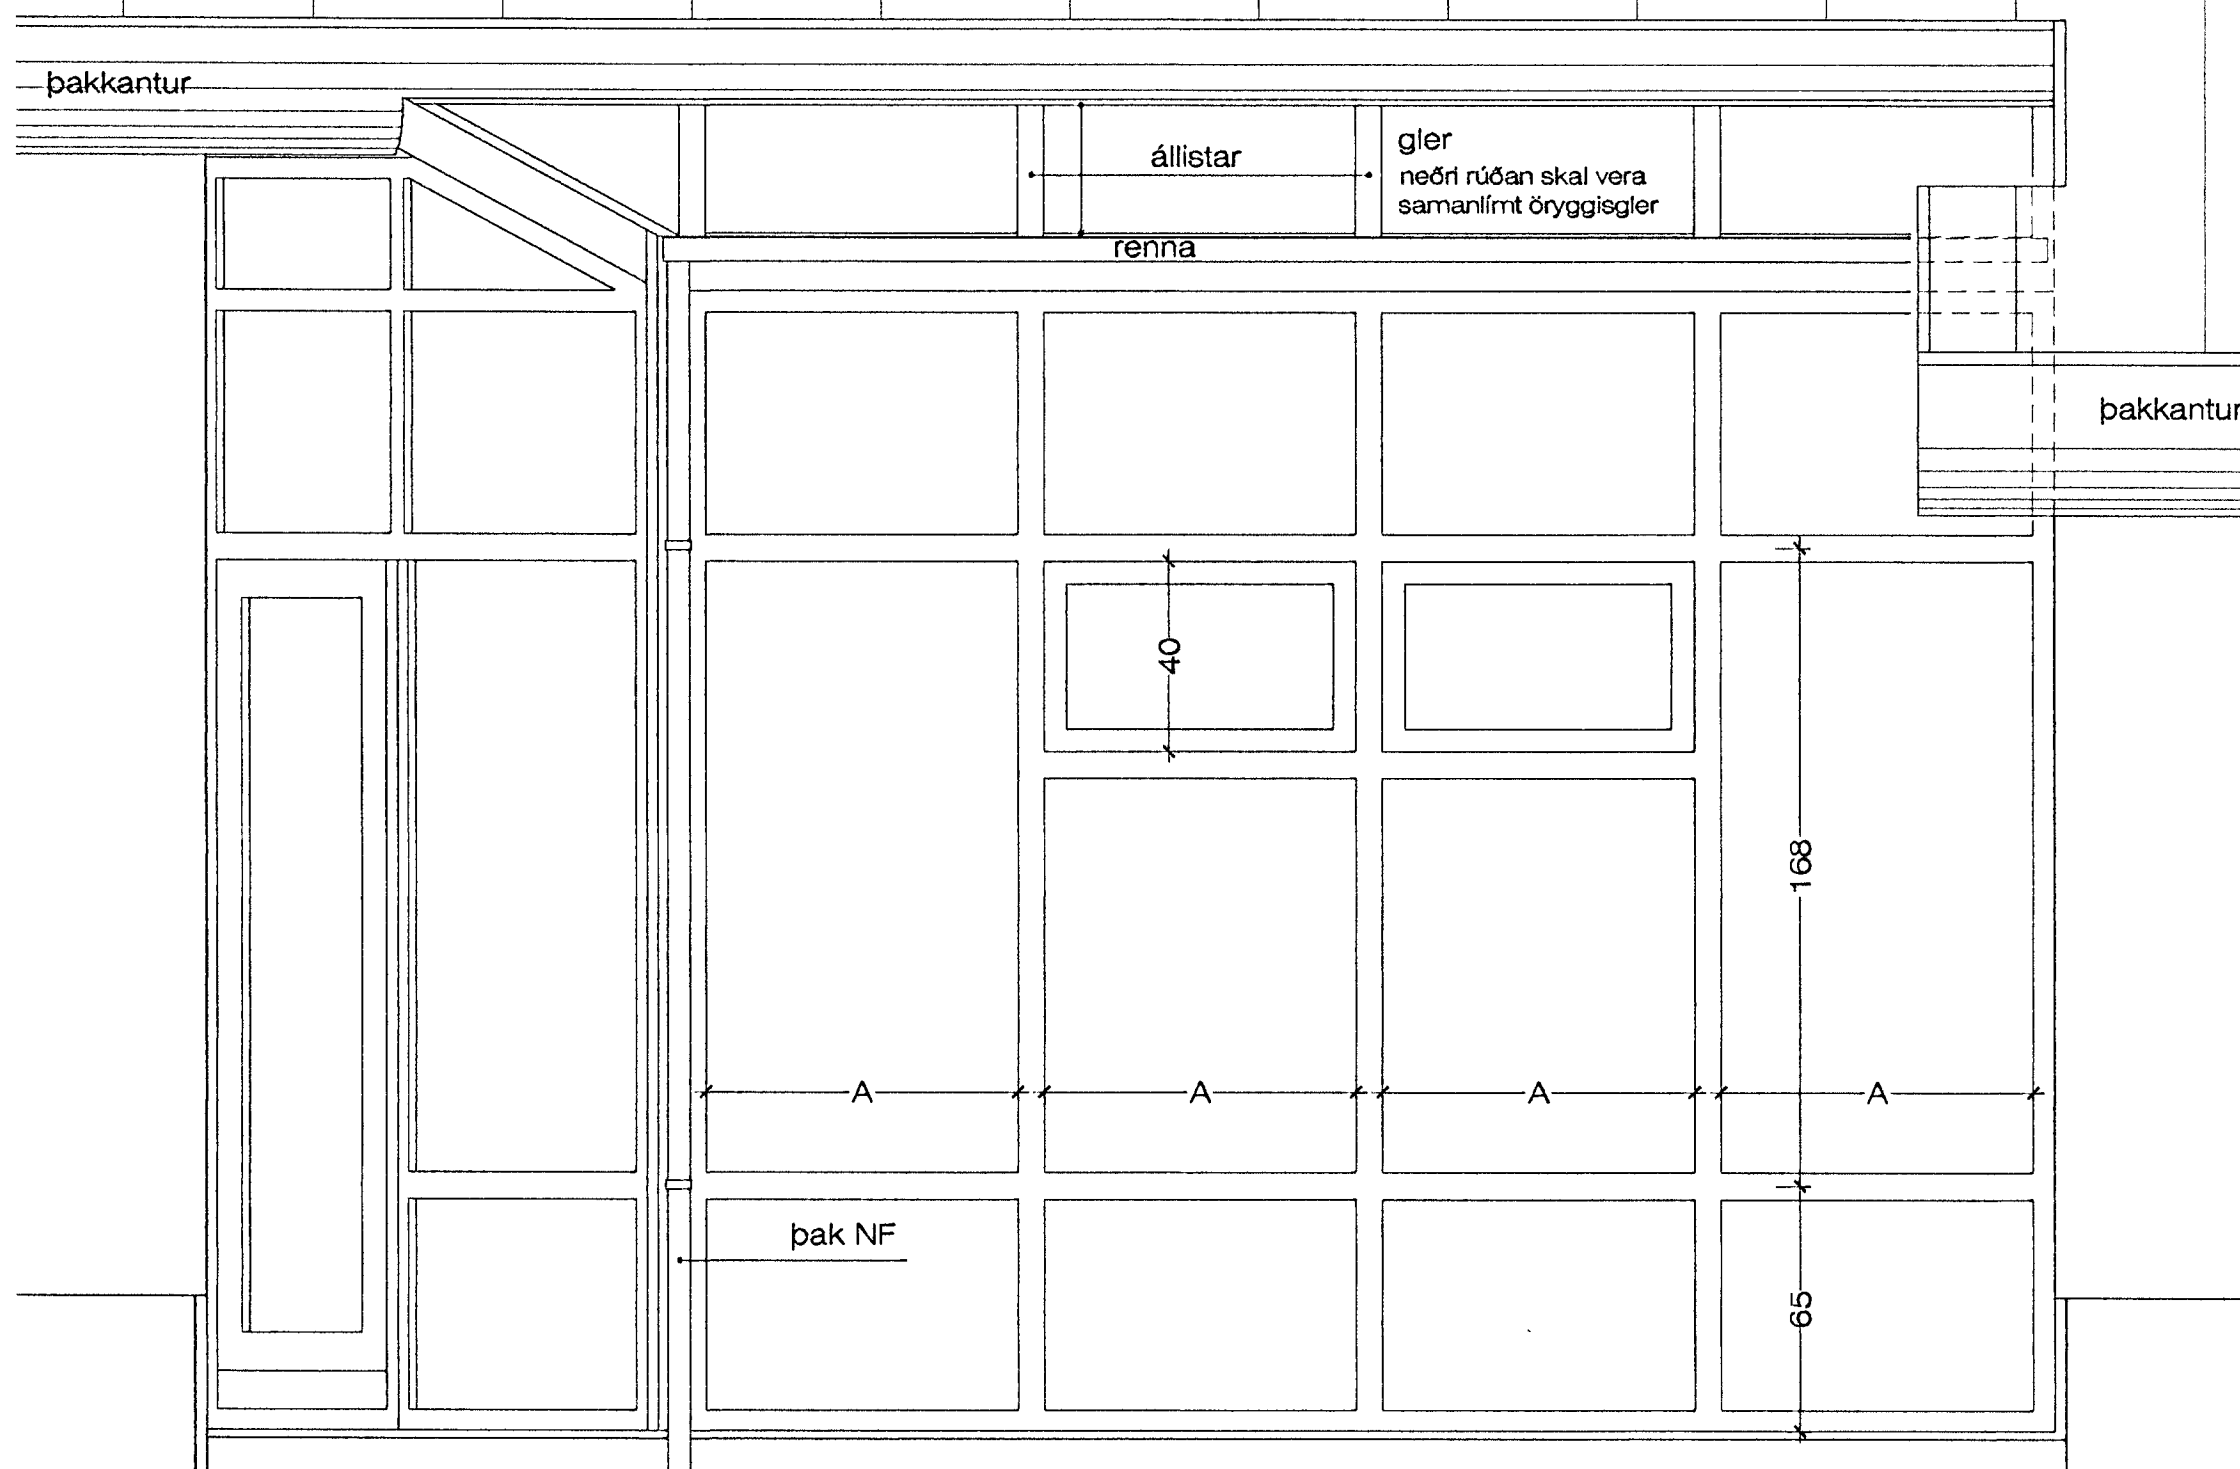 þakkantur
állistar
gler
neðri rúðan skal vera
samanlímt öryggisgler
renna
þakkantur
40
168
A
A
A
A
þak NF
65